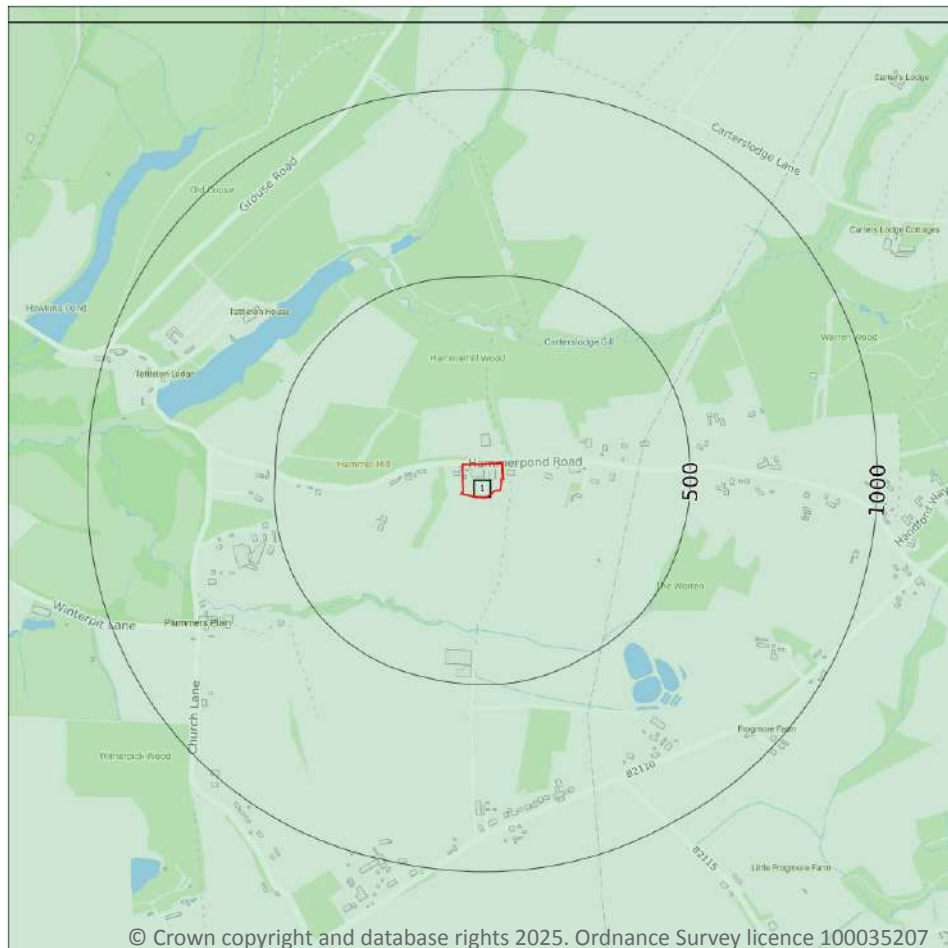 Carters Lodge
Carterslodge Lane
Grouse Road
Old Copse
Carters Lodge Cottages
Hawkins Pond
Tattleton House
Carterslodge Gill
Warren Wood
Hammerhill Wood
Tattleton Lodge
Hammer Hill
Hammerpond Road
1
500
1000
Handford Way
The Warren
Winterpit Lane
Plummers Plain
Church Lane
Frogmore Farm
Winterpick Wood
B2110
B2115
Little Frogmore Farm
© Crown copyright and database rights 2025. Ordnance Survey licence 100035207